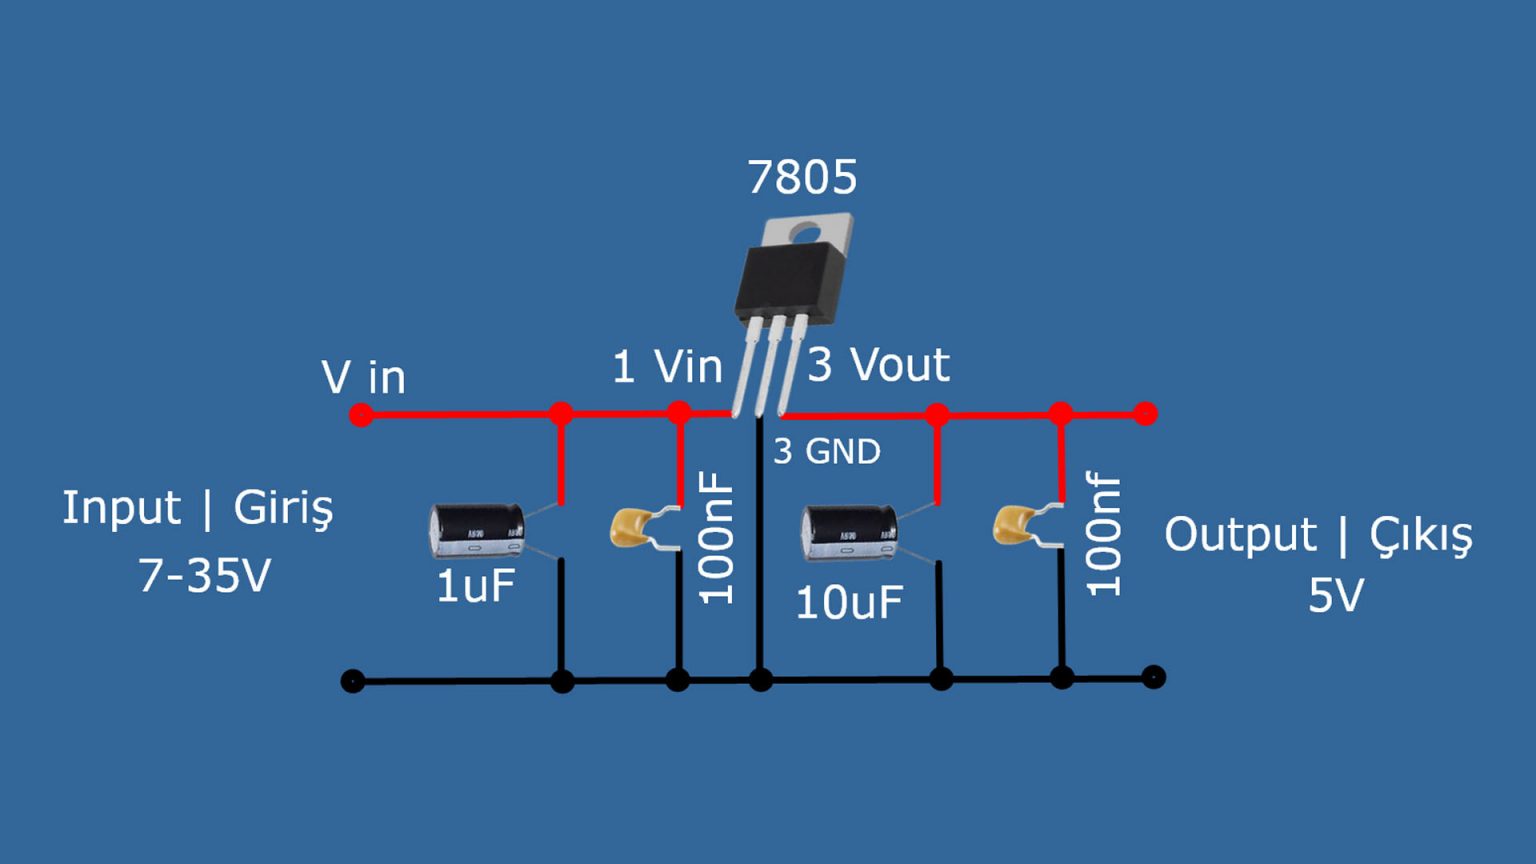 7805
V in
1 Vin
3 Vout
3 GND
Input | Giriş
7-35V
1uF
100nF
10uF
100nf
Output | Çıkış
5V